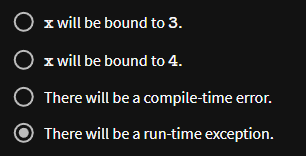 x will be bound to 3.
x will be bound to 4.
There will be a compile-time error.
There will be a run-time exception.